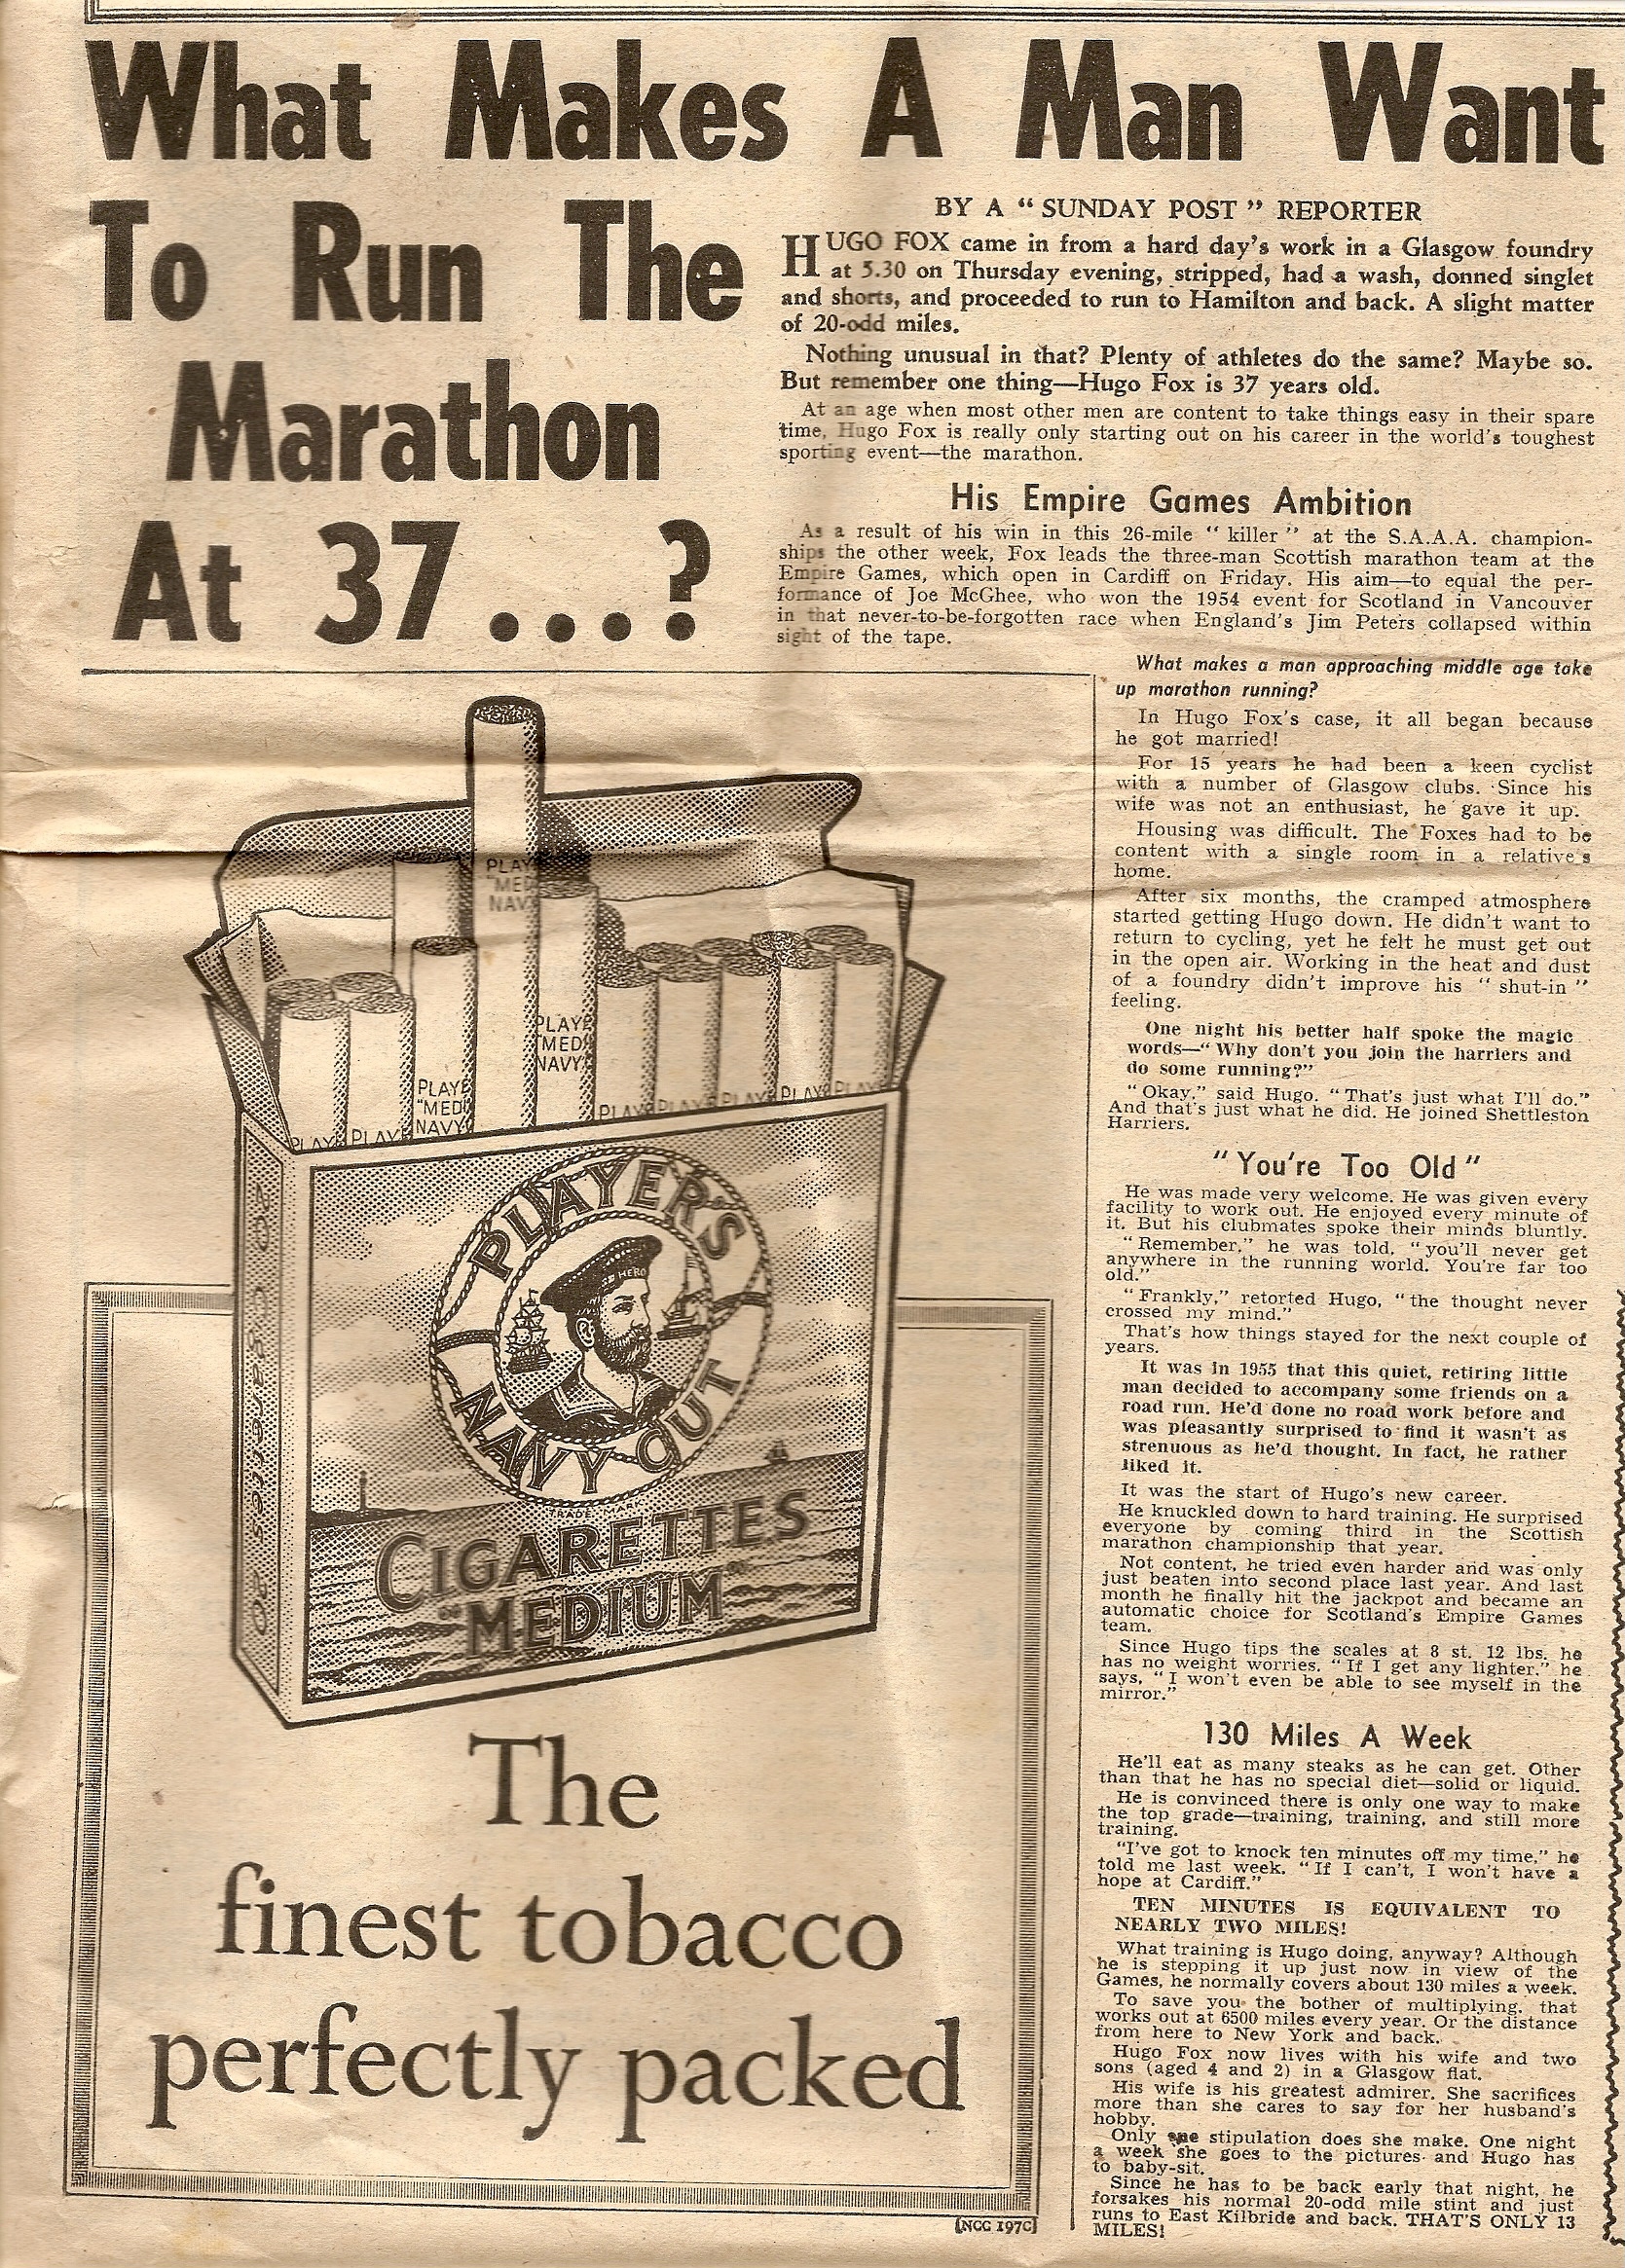 What Makes A Man Want
To Run The
Marathon
At 37...?
BY A “ SUNDAY POST ” REPORTER
HUGO FOX came in from a hard day's work in a Glasgow foundry
at 5.30 on Thursday evening, stripped, had a wash, donned singlet
and shorts, and proceeded to run to Hamilton and back. A slight matter
of 20-odd miles.
Nothing unusual in that? Plenty of athletes do the same? Maybe so.
But remember one thing—Hugo Fox is 37 years old.
At an age when most other men are content to take things easy in their spare
time, Hugo Fox is really only starting out on his career in the world's toughest
sporting event—the marathon.
His Empire Games Ambition
As a result of his win in this 26-mile “ killer ” at the S.A.A.A. champion-
ships the other week, Fox leads the three-man Scottish marathon team at the
Empire Games, which open in Cardiff on Friday. His aim—to equal the per-
formance of Joe McGhee, who won the 1954 event for Scotland in Vancouver
in that never-to-be-forgotten race when England's Jim Peters collapsed within
sight of the tape.
What makes a man approaching middle age take
up marathon running?
In Hugo Fox's case, it all began because
he got married!
For 15 years he had been a keen cyclist
with a number of Glasgow clubs. Since his
wife was not an enthusiast, he gave it up.
Housing was difficult. The Foxes had to be
content with a single room in a relative's
home.
After six months, the cramped atmosphere
started getting Hugo down. He didn't want to
return to cycling, yet he felt he must get out
in the open air. Working in the heat and dust
of a foundry didn't improve his “ shut-in ”
feeling.
One night his better half spoke the magic
words—“ Why don't you join the harriers and
do some running?”
“ Okay,” said Hugo. “ That's just what I'll do.”
And that's just what he did. He joined Shettleston
Harriers.
“ You're Too Old ”
He was made very welcome. He was given every
facility to work out. He enjoyed every minute of
it. But his clubmates spoke their minds bluntly.
“ Remember,” he was told, “ you'll never get
anywhere in the running world. You're far too
old.”
“ Frankly,” retorted Hugo, “ the thought never
crossed my mind.”
That's how things stayed for the next couple of
years.
It was in 1955 that this quiet, retiring little
man decided to accompany some friends on a
road run. He'd done no road work before and
was pleasantly surprised to find it wasn't as
strenuous as he'd thought. In fact, he rather
liked it.
It was the start of Hugo's new career.
He knuckled down to hard training. He surprised
everyone by coming third in the Scottish
marathon championship that year.
Not content, he tried even harder and was only
just beaten into second place last year. And last
month he finally hit the jackpot and became an
automatic choice for Scotland's Empire Games
team.
Since Hugo tips the scales at 8 st. 12 lbs. he
has no weight worries. “ If I get any lighter,” he
says, “ I won't even be able to see myself in the
mirror.”
130 Miles A Week
He'll eat as many steaks as he can get. Other
than that he has no special diet—solid or liquid.
He is convinced there is only one way to make
the top grade—training, training, and still more
training.
“I've got to knock ten minutes off my time,” he
told me last week. “ If I can't, I won't have a
hope at Cardiff.”
TEN MINUTES IS EQUIVALENT TO
NEARLY TWO MILES!
What training is Hugo doing, anyway? Although
he is stepping it up just now in view of the
Games, he normally covers about 130 miles a week.
To save you the bother of multiplying, that
works out at 6500 miles every year. Or the distance
from here to New York and back.
Hugo Fox now lives with his wife and two
sons (aged 4 and 2) in a Glasgow flat.
His wife is his greatest admirer. She sacrifices
more than she cares to say for her husband's
hobby.
Only one stipulation does she make. One night
a week she goes to the pictures and Hugo has
to baby-sit.
Since he has to be back early that night, he
forsakes his normal 20-odd mile stint and just
runs to East Kilbride and back. THAT'S ONLY 13
MILES!
PLAYE
"MED
NAV
PLAYE
"MEDI
NAVY
PLAYE
"MEDI
NAVY
PLAY
PLAY
PLAY
PLAY
PLAY
PLAY
PLAY
20 cigarettes 20
PLAYER'S
HERO
NAVY CUT
TRADE MARK
CIGARETTES
"MEDIUM"
The
finest tobacco
perfectly packed
[NCC 197C]